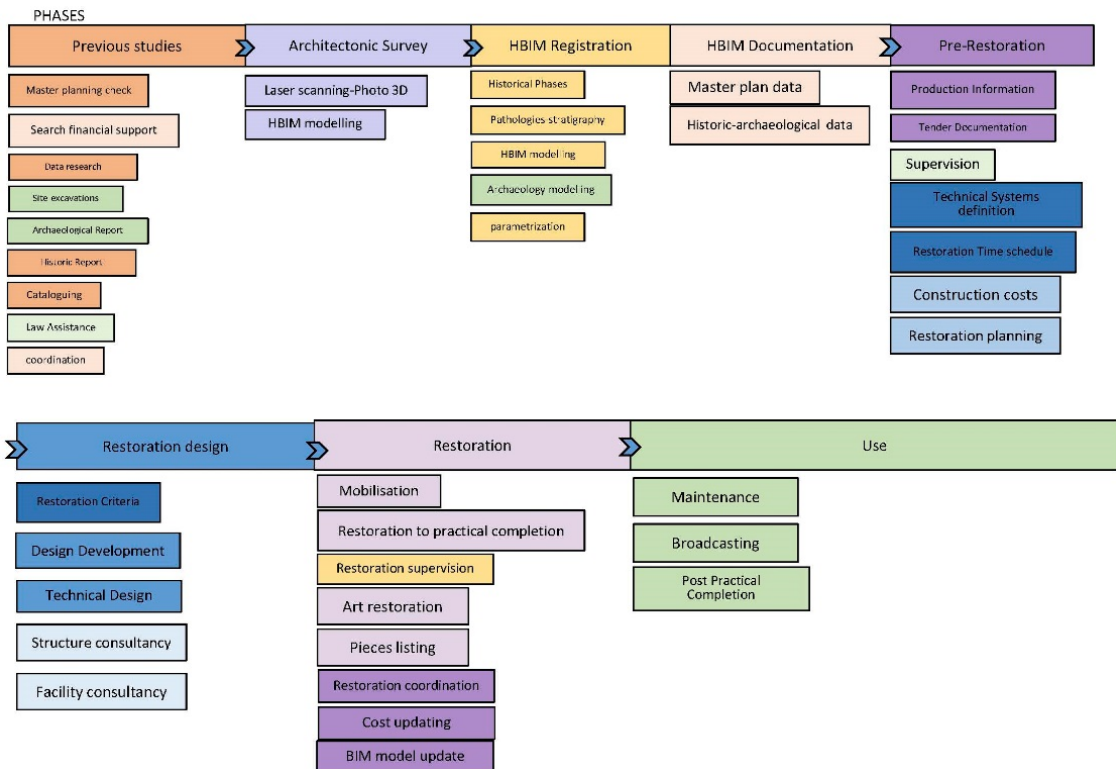 PHASES
Previous studies
Architectonic Survey
HBIM Registration
HBIM Documentation
Pre-Restoration
Master planning check
Search financial support
Data research
Site excavations
Archaeological Report
Historic Report
Cataloguing
Law Assistance
coordination
Laser scanning-Photo 3D
HBIM modelling
Historical Phases
Pathologies-stratigraphy
HBIM modelling
Archaeology modeling
parametrization
Master plan data
Historic-archaeological data
Production Information
Tender Documentation
Supervision
Technical Systems
definition
Restoration Time schedule
Construction costs
Restoration planning
Restoration design
Restoration
Use
Restoration Criteria
Design Development
Technical Design
Structure consultancy
Facility consultancy
Mobilisation
Restoration to practical completion
Restoration supervision
Art restoration
Pieces listing
Restoration coordination
Cost updating
BIM model update
Maintenance
Broadcasting
Post Practical
Completion